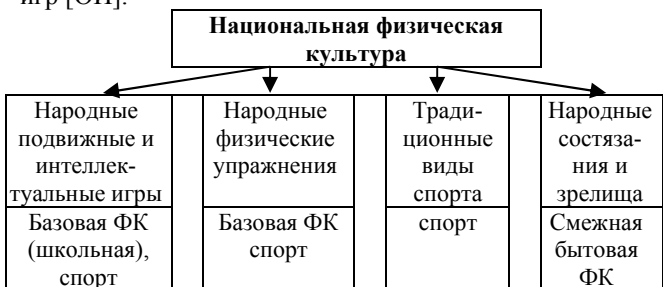 игр [ОН].
Национальная физическая
культура
Народные
подвижные и
интеллек-
туальные игры
Базовая ФК
(школьная),
спорт
Народные
физические
упражнения
Базовая ФК
спорт
Тради-
ционные
виды
спорта
спорт
Народные
состяза-
ния и
зрелища
Смежная
бытовая
ФК